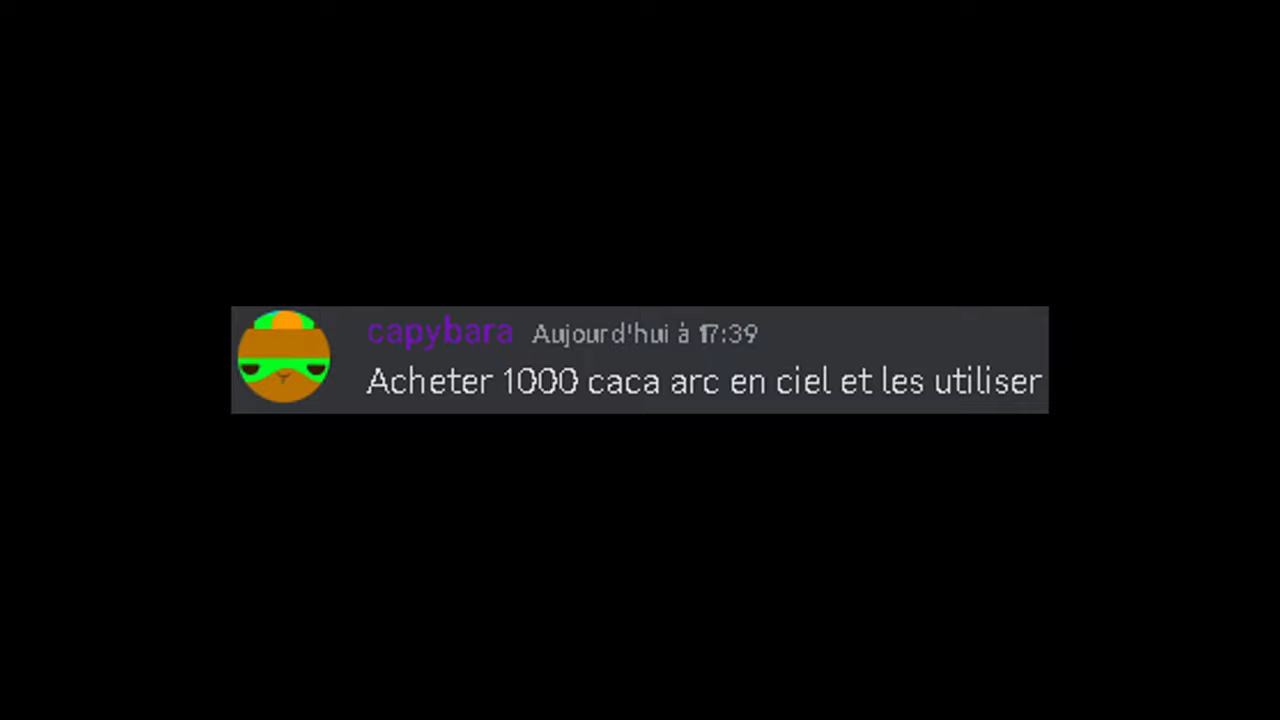 capybara Aujourd'hui à 17:39
Acheter 1000 caca arc en ciel et les utiliser